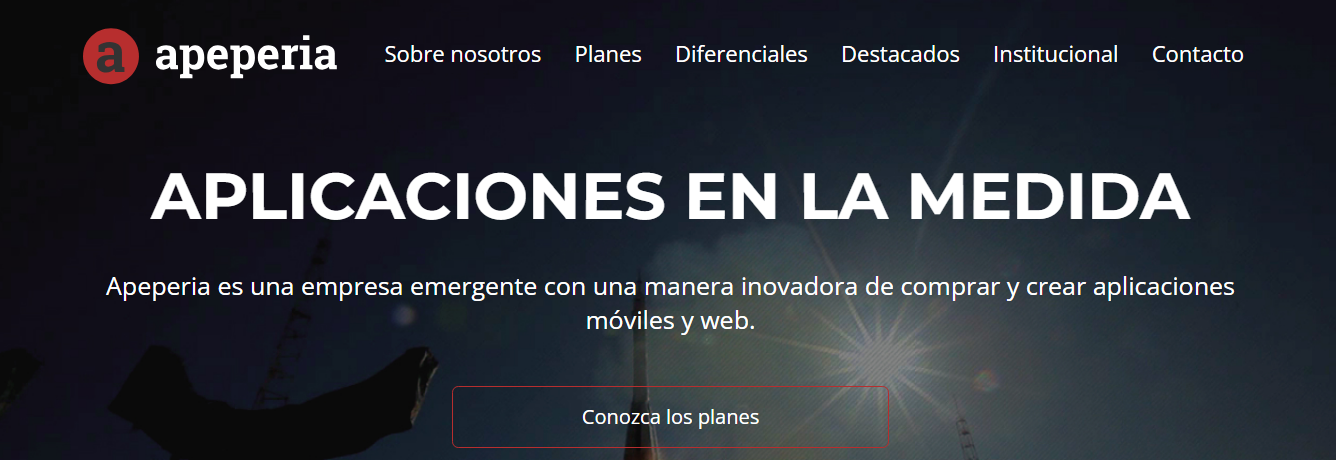 a apeperia Sobre nosotros Planes Diferenciales Destacados Institucional Contacto
APLICACIONES EN LA MEDIDA
Apeperia es una empresa emergente con una manera inovadora de comprar y crear aplicaciones
móviles y web.
Conozca los planes